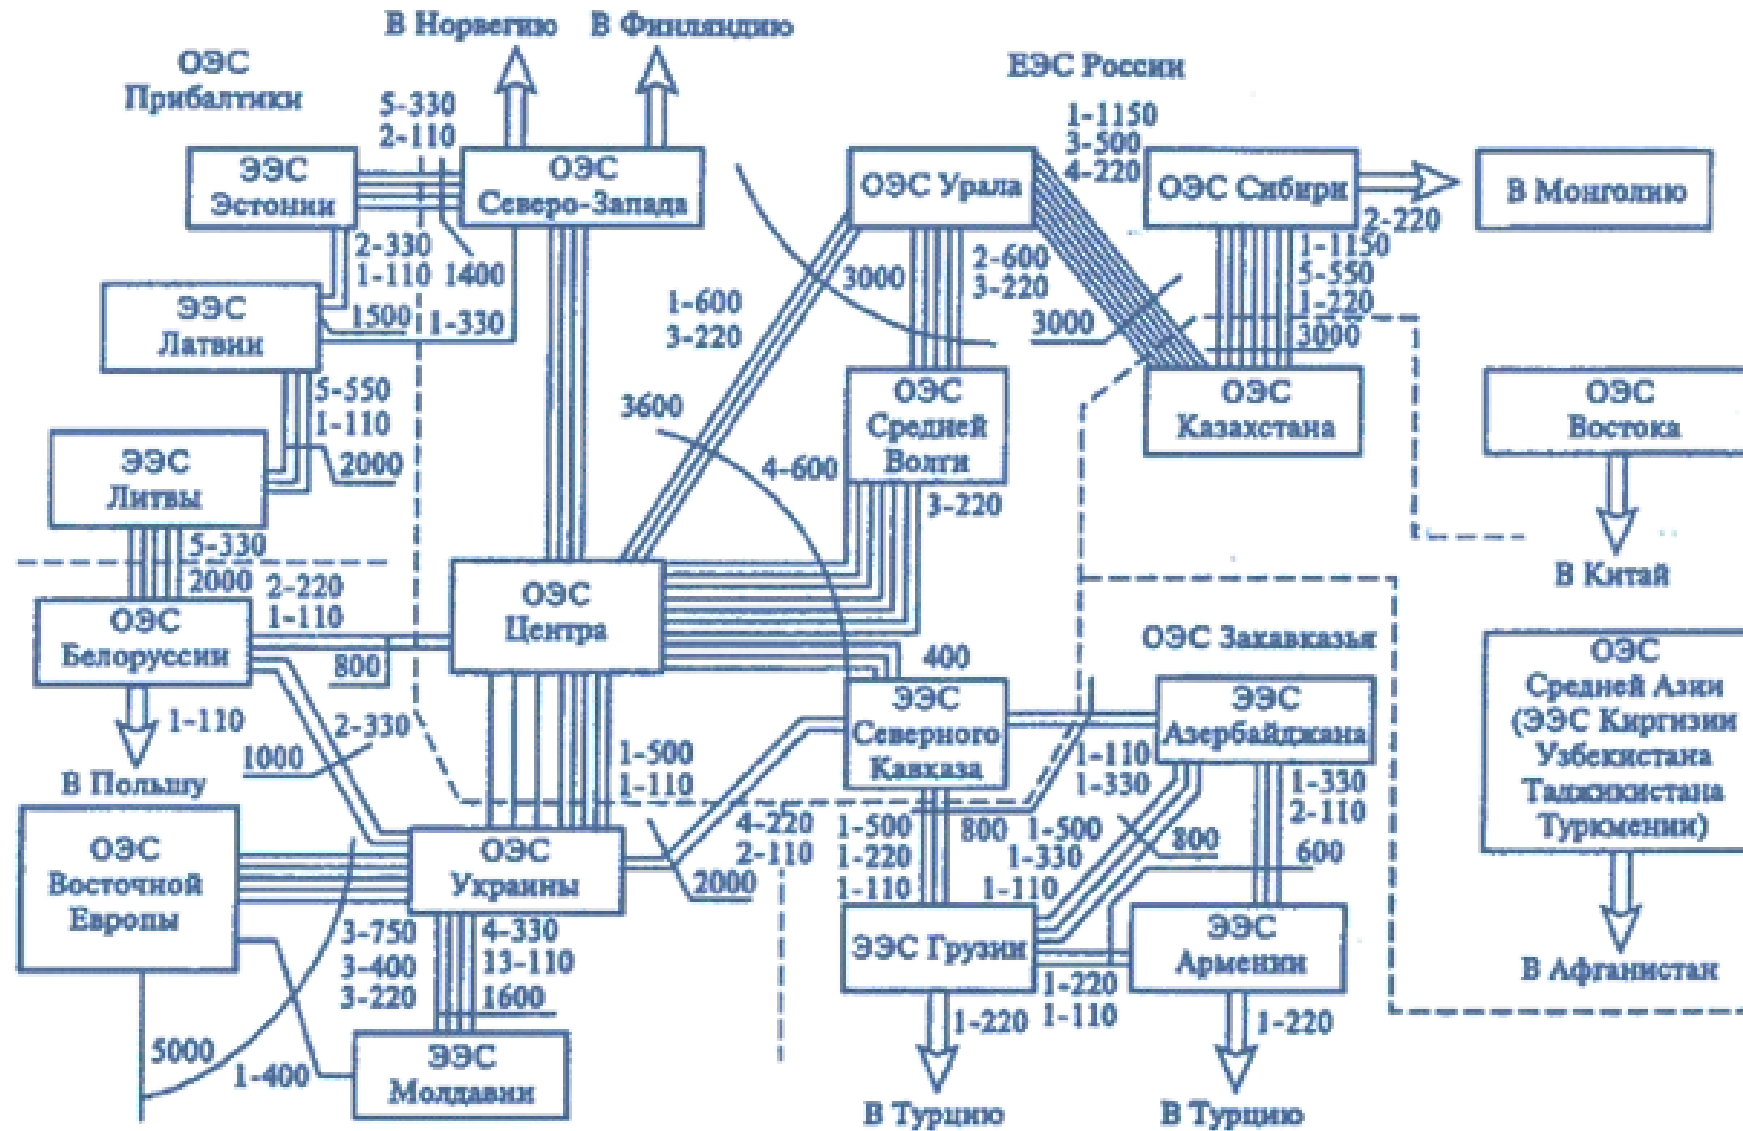 В Норвегию
В Финляндию
ОЭС
Прибалтики
ЕЭС России
5-330
2-110
1-1150
3-500
4-220
ЭЭС
Эстонии
ОЭС
Северо-Запада
ОЭС Урала
ОЭС Сибири
В Монголию
2-220
2-330
1-110
1400
3000
2-600
3-220
1-1150
5-550
1-220
3000
3000
ЭЭС
Латвии
1500
1-330
1-600
3-220
5-550
1-110
2000
3600
ОЭС
Средней
Волги
ОЭС
Казахстана
ОЭС
Востока
ЭЭС
Литвы
4-600
3-220
5-330
2000
2-220
1-110
В Китай
ОЭС
Белоруссии
800
ОЭС
Центра
400
ОЭС Закавказья
ОЭС
Средней Азии
(ЭЭС Киргизии
Узбекистана
Таджикистана
Туркмении)
1-110
В Польшу
2-330
1000
1-500
1-110
ЭЭС
Северного
Кавказа
ЭЭС
Азербайджана
1-110
1-330
1-330
2-110
ОЭС
Восточной
Европы
ОЭС
Украины
4-220
2-110
2000
1-500
1-220
1-110
800
1-500
1-330
1-110
800
600
3-750
3-400
3-220
4-330
13-110
1600
ЭЭС Грузии
ЭЭС
Армении
В Афганистан
1-220
1-110
5000
1-400
ЭЭС
Молдавии
1-220
1-220
В Турцию
В Турцию